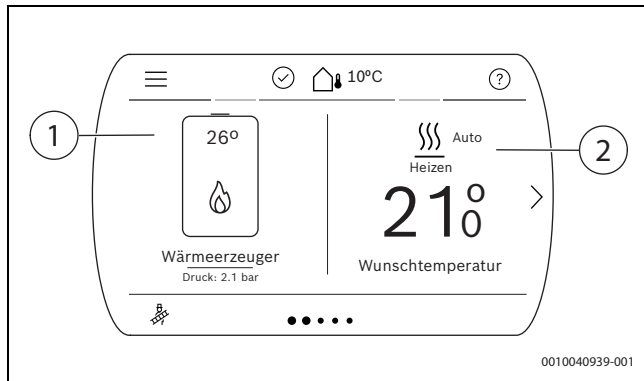 10°C
?
1
26°
Auto
2
Heizen
21°0
Wärmeerzeuger
Druck: 2.1 bar
Wunschtemperatur
0010040939-001